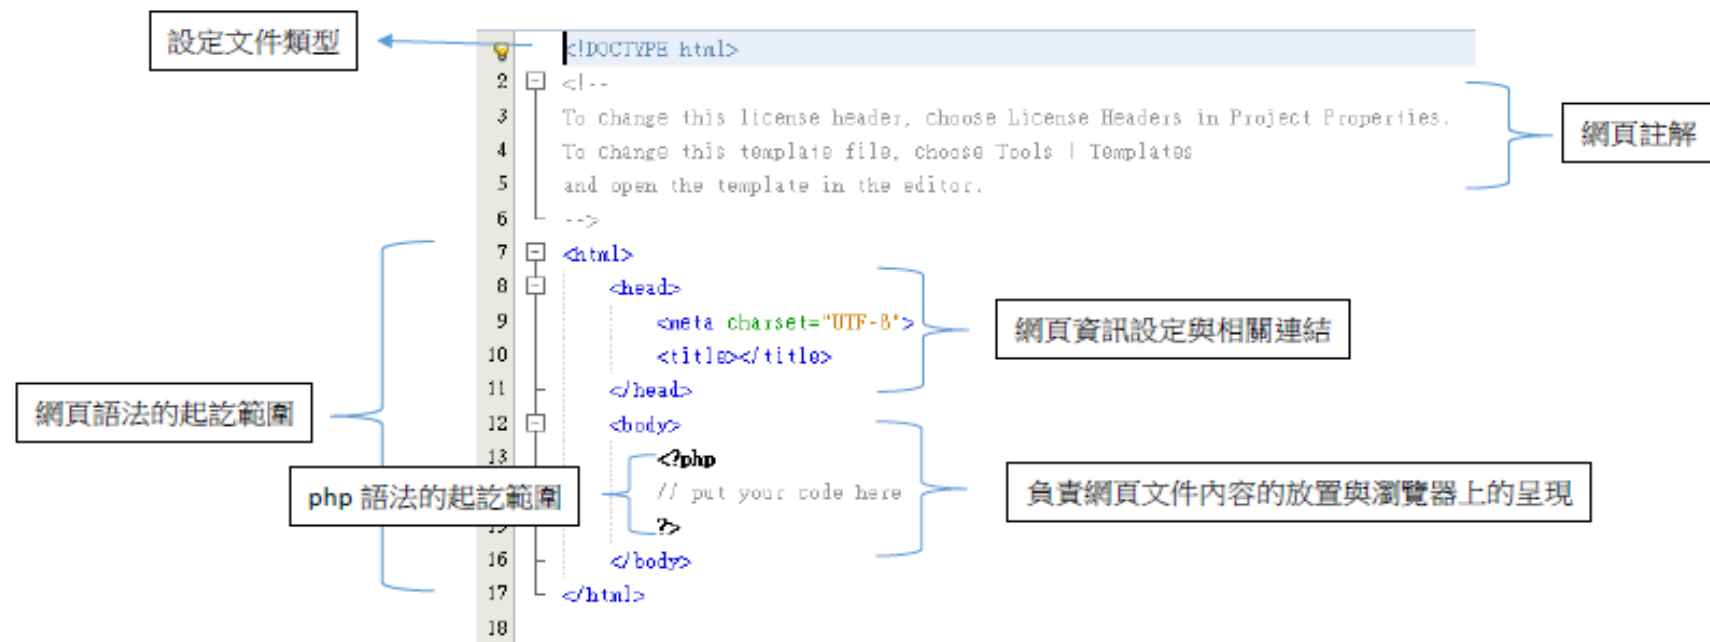 設定文件類型
<!DOCTYPE html>
2 <!--
3 To change this license header, choose License Headers in Project Properties.
4 To change this template file, choose Tools | Templates
5 and open the template in the editor.
6 -->
網頁註解
7 <html>
8 <head>
9 <meta charset="UTF-8">
10 <title></title>
11 </head>
網頁資訊設定與相關連結
網頁語法的起訖範圍
12 <body>
13 <?php
// put your code here
?>
php 語法的起訖範圍
負責網頁文件內容的放置與瀏覽器上的呈現
16 </body>
17 </html>
18